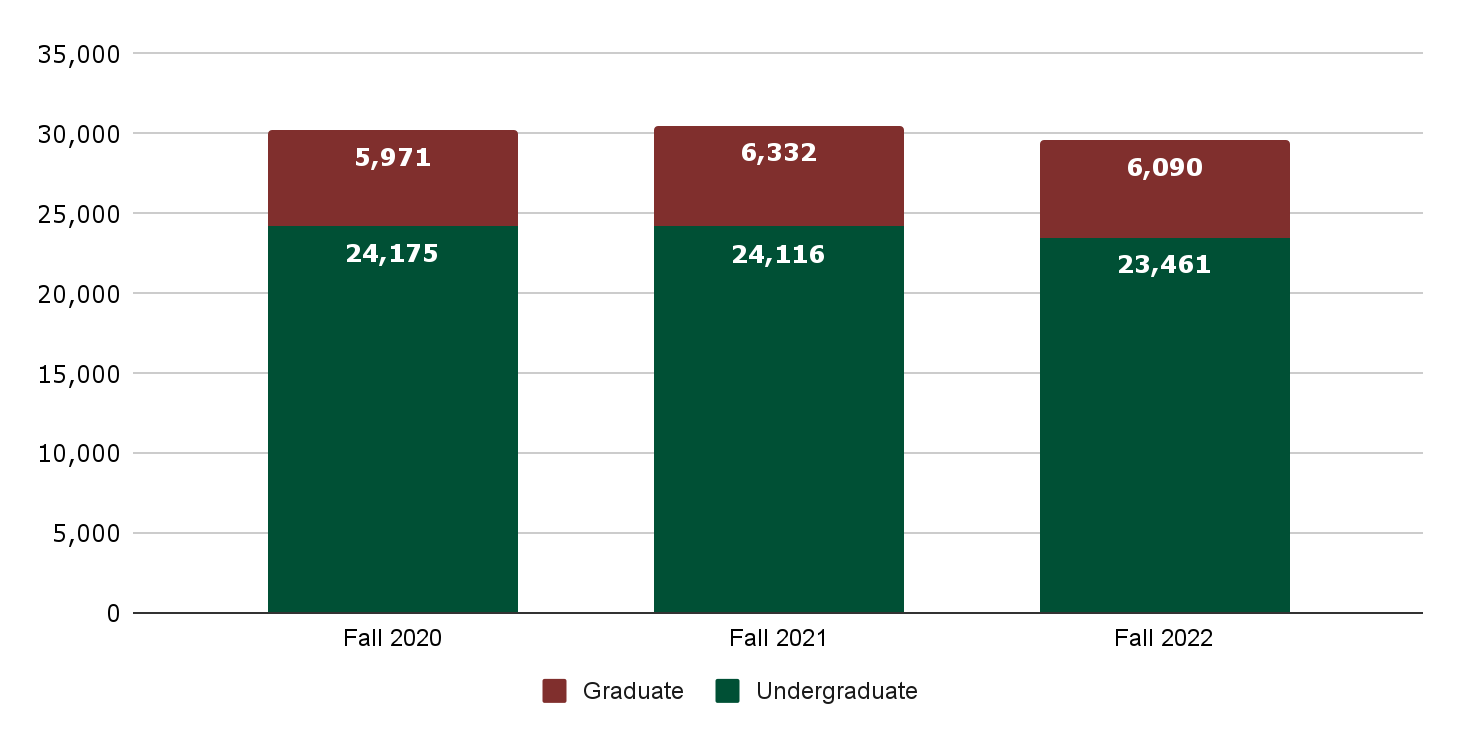 35,000
30,000
25,000
20,000
15,000
10,000
5,000
0
5,971
6,332
6,090
24,175
24,116
23,461
Fall 2020
Fall 2021
Fall 2022
Graduate
Undergraduate